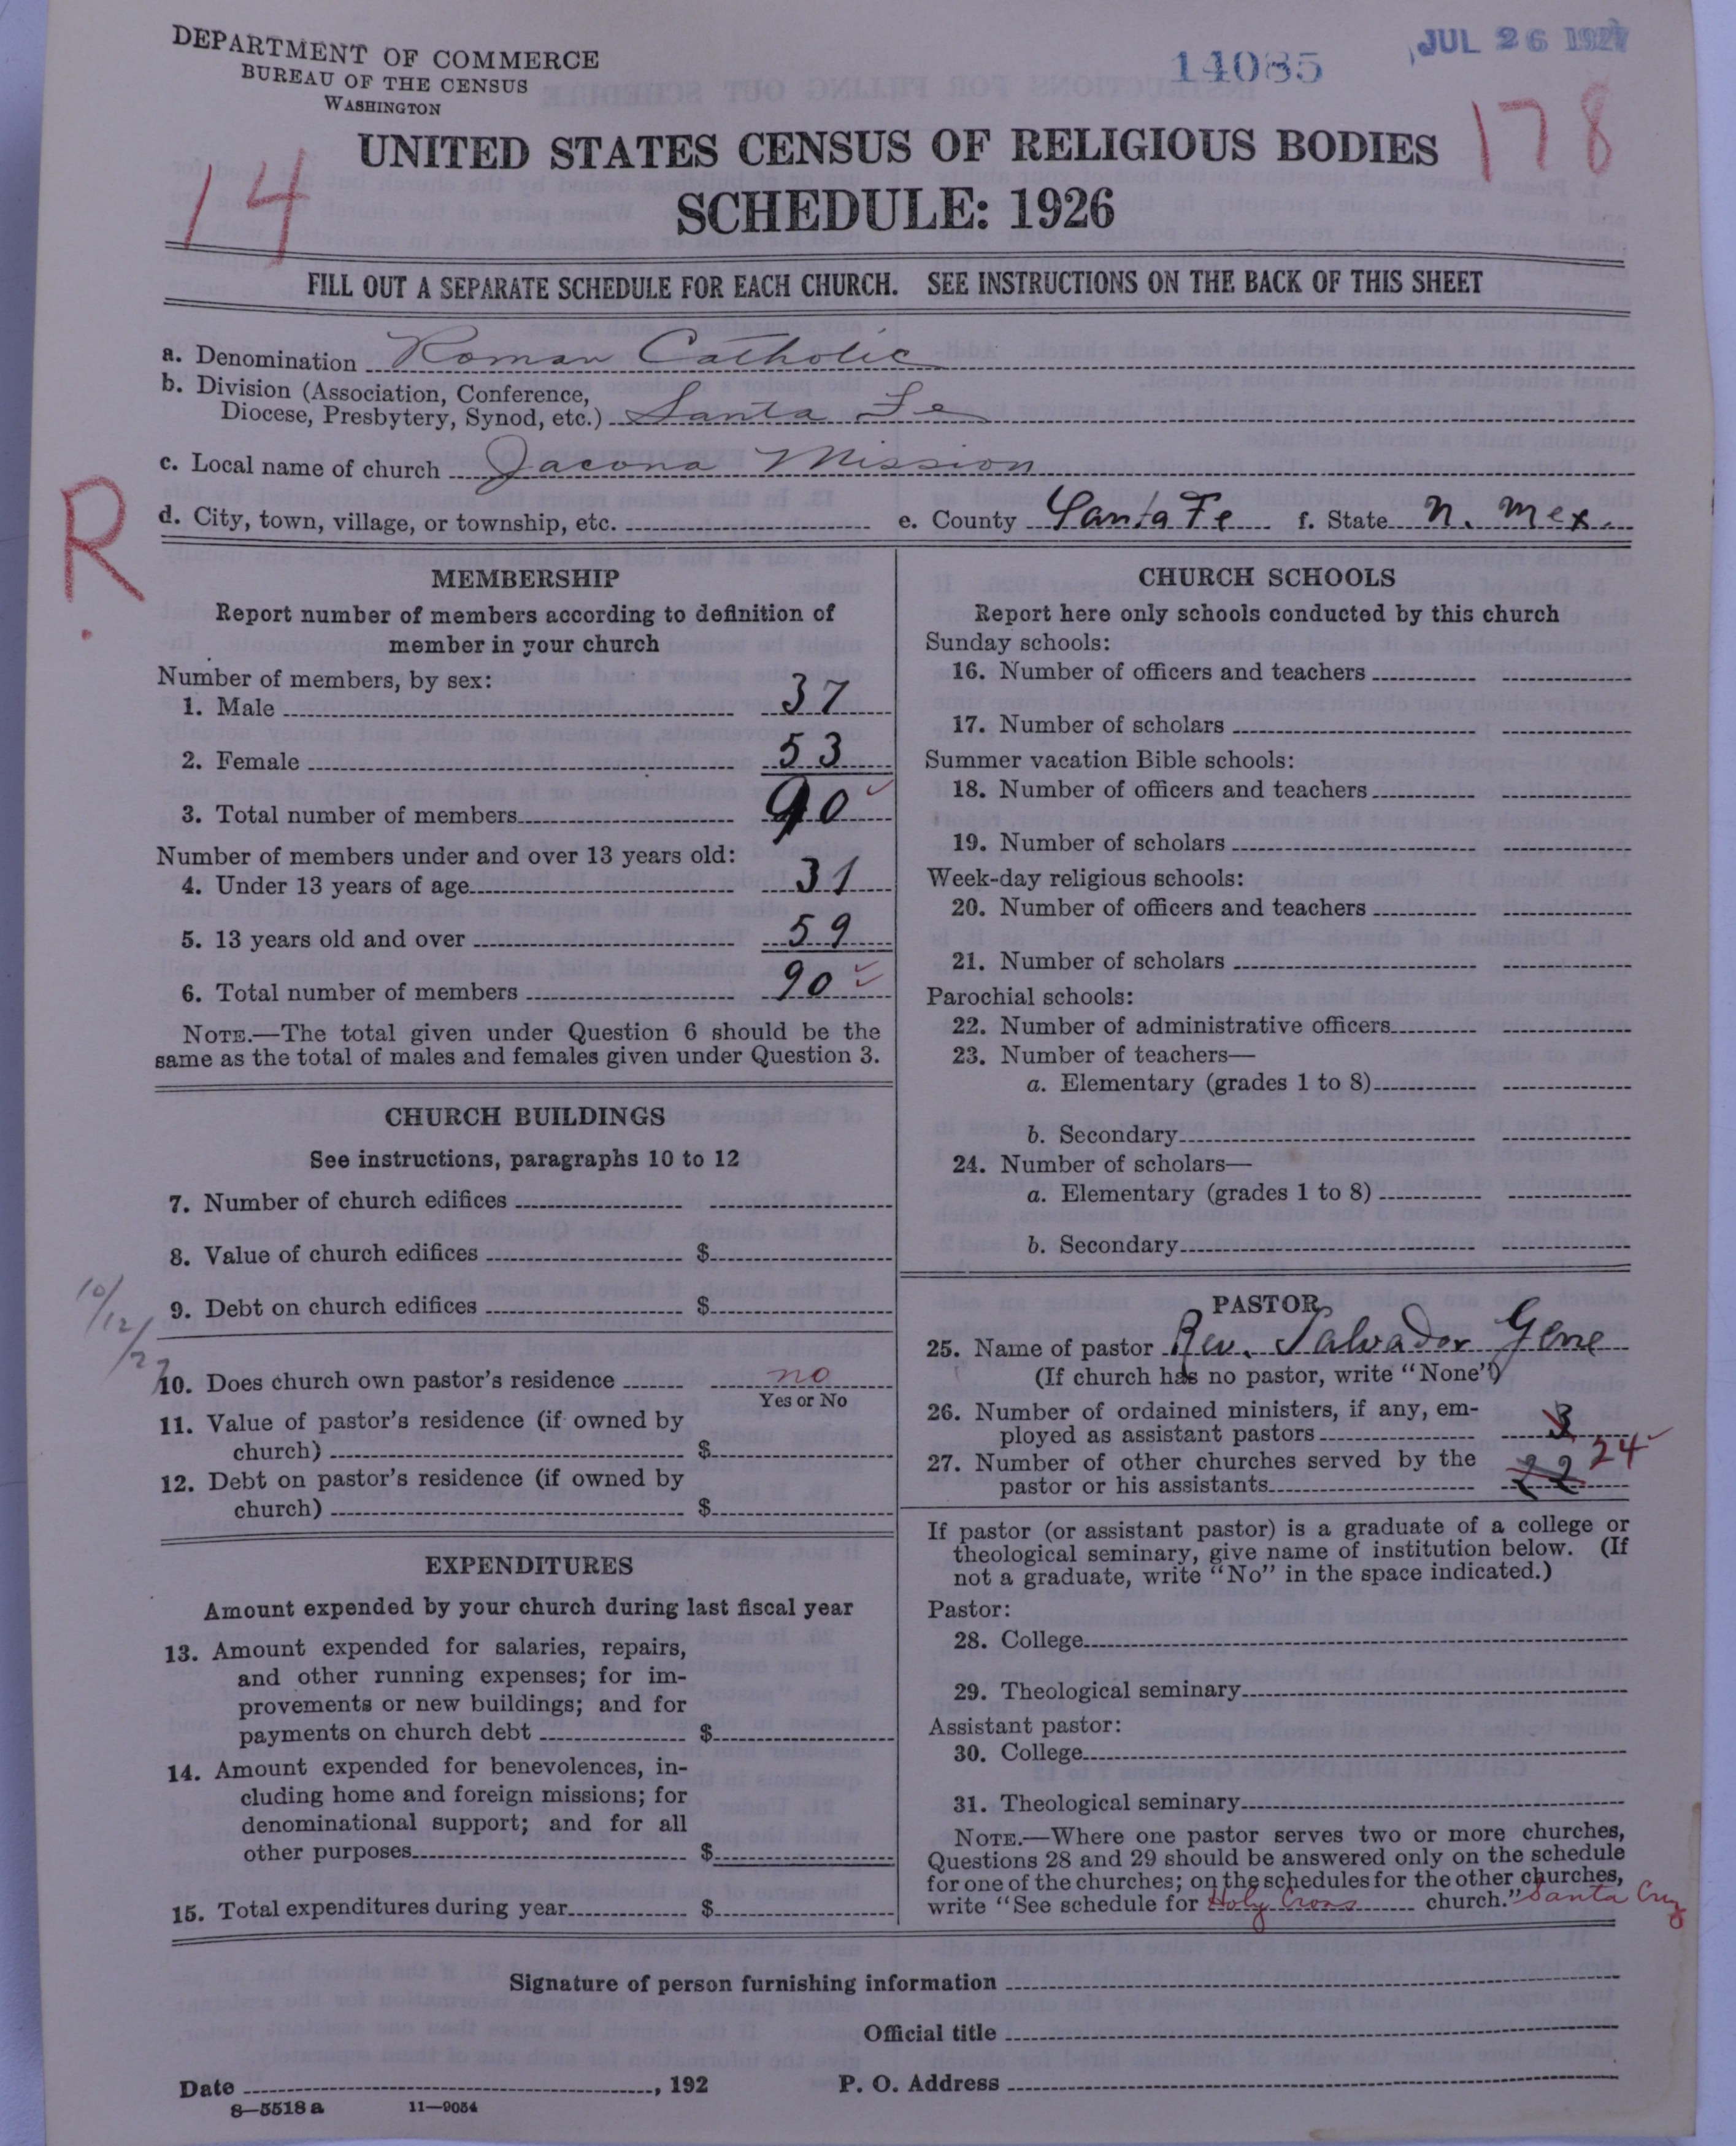 DEPARTMENT OF COMMERCE
BUREAU OF THE CENSUS
WASHINGTON
14085
JUL 26 1927
14
178
UNITED STATES CENSUS OF RELIGIOUS BODIES
SCHEDULE: 1926
FILL OUT A SEPARATE SCHEDULE FOR EACH CHURCH. SEE INSTRUCTIONS ON THE BACK OF THIS SHEET
a. Denomination Roman Catholic
b. Division (Association, Conference,
Diocese, Presbytery, Synod, etc.) Santa Fe
c. Local name of church Jacona Mission
R.
d. City, town, village, or township, etc. e. County Santa Fe f. State N. Mex.
MEMBERSHIP
Report number of members according to definition of
member in your church
Number of members, by sex:
1. Male 37
2. Female 53
3. Total number of members 90
Number of members under and over 13 years old:
4. Under 13 years of age 31
5. 13 years old and over 59
6. Total number of members 90
NOTE.—The total given under Question 6 should be the
same as the total of males and females given under Question 3.
CHURCH BUILDINGS
See instructions, paragraphs 10 to 12
7. Number of church edifices
8. Value of church edifices $
9. Debt on church edifices $
10/12/27
10. Does church own pastor's residence no
Yes or No
11. Value of pastor's residence (if owned by
church) $
12. Debt on pastor's residence (if owned by
church) $
EXPENDITURES
Amount expended by your church during last fiscal year
13. Amount expended for salaries, repairs,
and other running expenses; for im-
provements or new buildings; and for
payments on church debt $
14. Amount expended for benevolences, in-
cluding home and foreign missions; for
denominational support; and for all
other purposes $
15. Total expenditures during year $
CHURCH SCHOOLS
Report here only schools conducted by this church
Sunday schools:
16. Number of officers and teachers
17. Number of scholars
Summer vacation Bible schools:
18. Number of officers and teachers
19. Number of scholars
Week-day religious schools:
20. Number of officers and teachers
21. Number of scholars
Parochial schools:
22. Number of administrative officers
23. Number of teachers—
a. Elementary (grades 1 to 8)
b. Secondary
24. Number of scholars—
a. Elementary (grades 1 to 8)
b. Secondary
PASTOR
25. Name of pastor Rev. Salvador Gene
(If church has no pastor, write "None")
26. Number of ordained ministers, if any, em-
ployed as assistant pastors 3
27. Number of other churches served by the
pastor or his assistants 22 24
If pastor (or assistant pastor) is a graduate of a college or
theological seminary, give name of institution below. (If
not a graduate, write "No" in the space indicated.)
Pastor:
28. College
29. Theological seminary
Assistant pastor:
30. College
31. Theological seminary
NOTE.—Where one pastor serves two or more churches,
Questions 28 and 29 should be answered only on the schedule
for one of the churches; on the schedules for the other churches,
write "See schedule for Holy Cross church." Santa Cruz
Signature of person furnishing information
Official title
Date , 192 P. O. Address
8—5518 a 11—9054